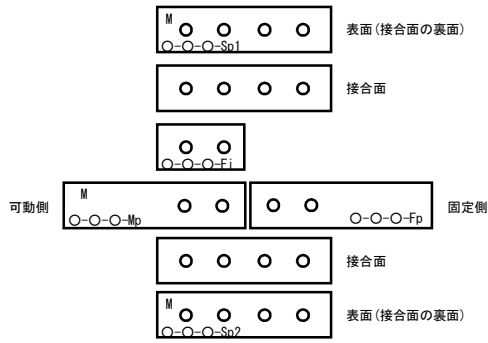 M
○-○-○-Sp1
表面(接合面の裏面)
接合面
○-○-○-Fi
可動側
M
○-○-○-Mp
○-○-○-Fp
固定側
接合面
M
○-○-○-Sp2
表面(接合面の裏面)